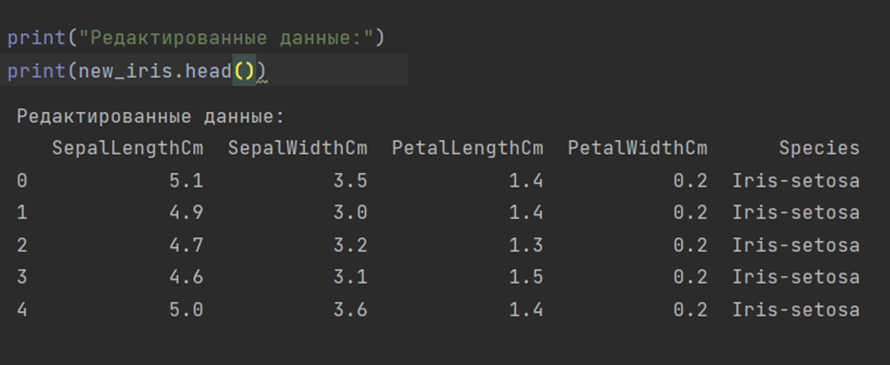 print("Редактированные данные:")
print(new_iris.head())
Редактированные данные:
SepalLengthCm SepalWidthCm PetalLengthCm PetalWidthCm Species
0 5.1 3.5 1.4 0.2 Iris-setosa
1 4.9 3.0 1.4 0.2 Iris-setosa
2 4.7 3.2 1.3 0.2 Iris-setosa
3 4.6 3.1 1.5 0.2 Iris-setosa
4 5.0 3.6 1.4 0.2 Iris-setosa